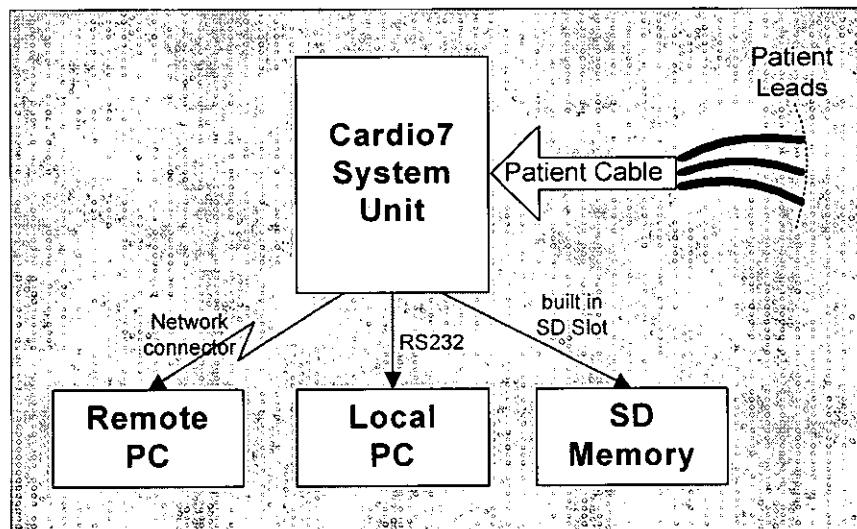 Patient
Leads
Cardio7
System
Unit
Patient Cable
Network
connector
RS232
built in
SD Slot
Remote
PC
Local
PC
SD
Memory